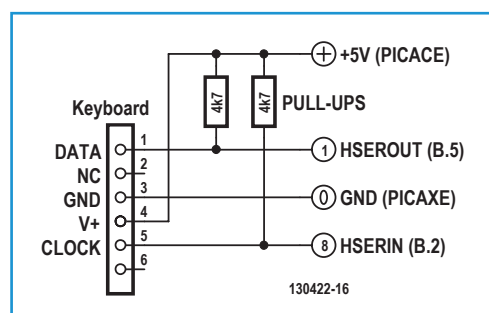 +5V (PICACE)
Keyboard
4k7
4k7
PULL-UPS
DATA
1
1
HSEROUT (B.5)
NC
2
GND
3
0
GND (PICAXE)
V+
4
CLOCK
5
8
HSERIN (B.2)
6
130422-16